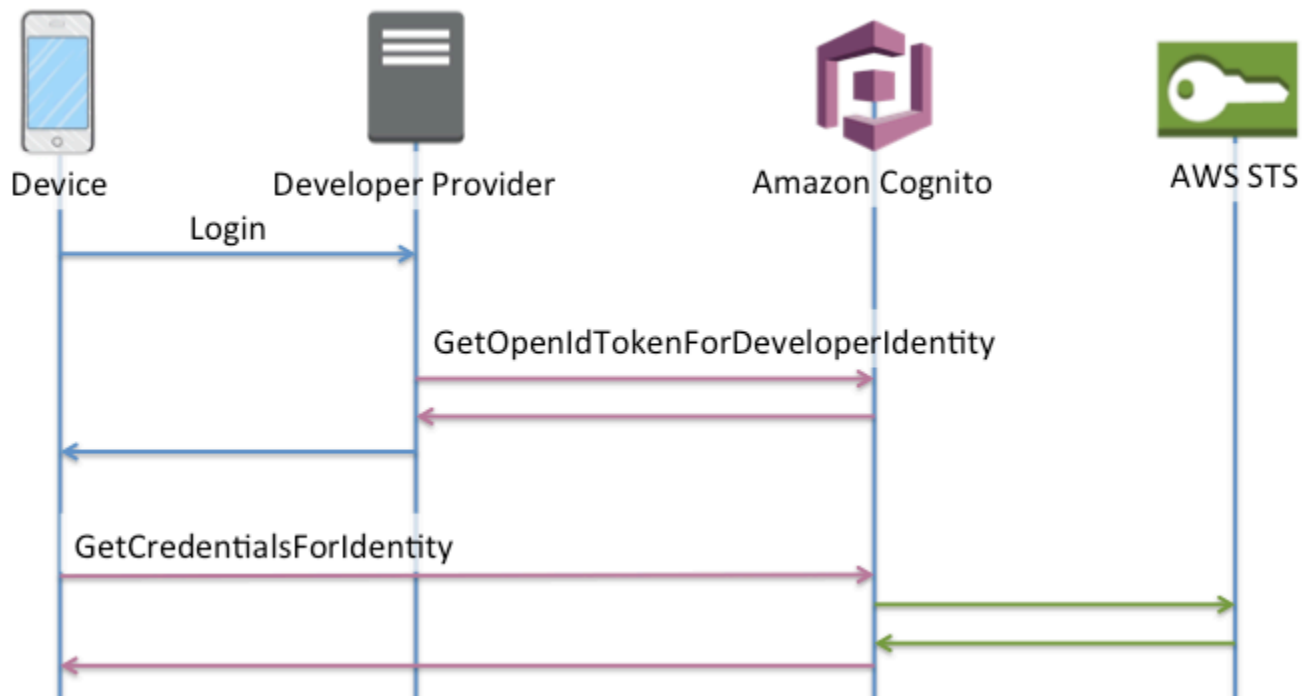 Device
Developer Provider
Amazon Cognito
AWS STS
Login
GetOpenIdTokenForDeveloperIdentity
GetCredentialsForIdentity